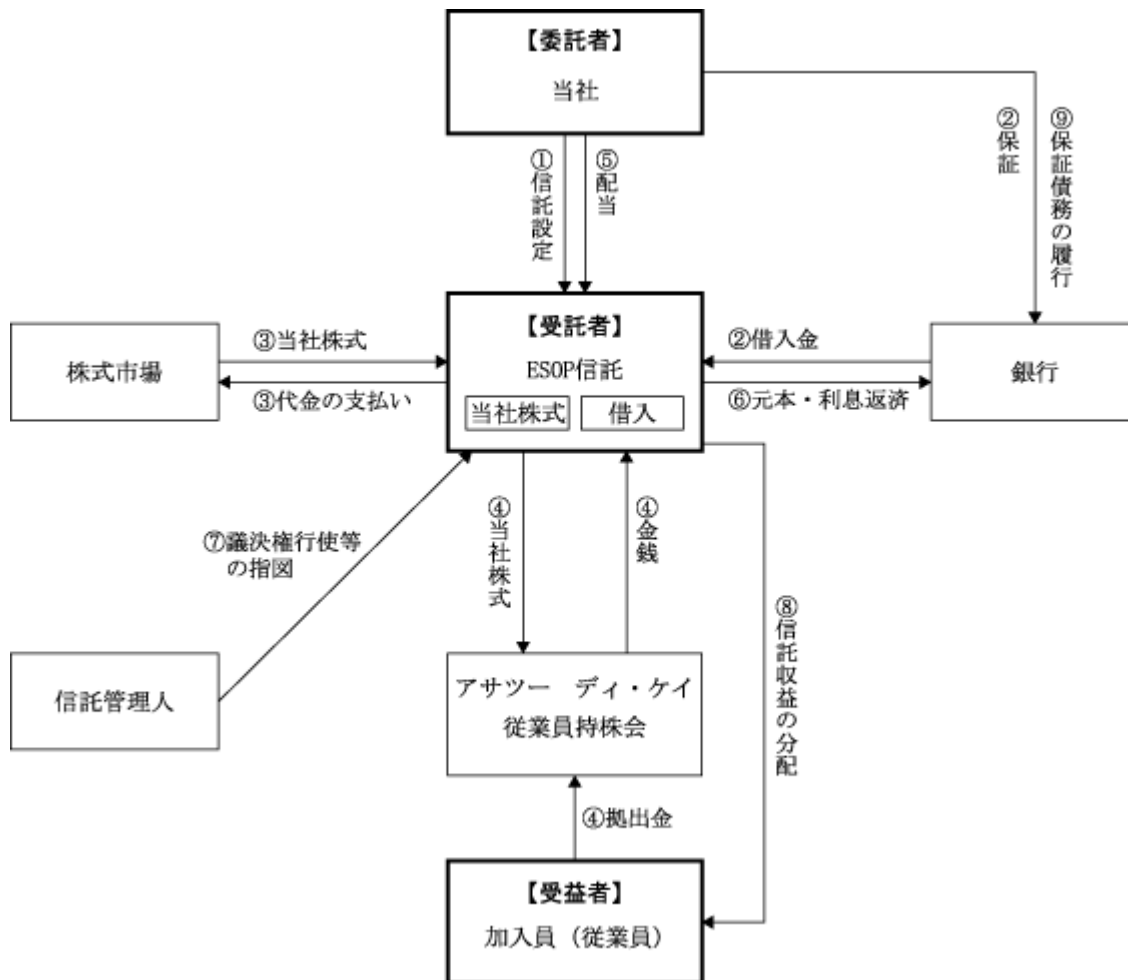 【委託者】
当社
①信託設定
⑤配当
②保証
⑨保証債務の履行
株式市場
③当社株式
③代金の支払い
【受託者】
ESOP信託
当社株式
借入
②借入金
⑥元本・利息返済
銀行
⑦議決権行使等
の指図
④当社株式
④金銭
⑧信託収益の分配
信託管理人
アサツー ディ・ケイ
従業員持株会
④拠出金
【受益者】
加入員（従業員）